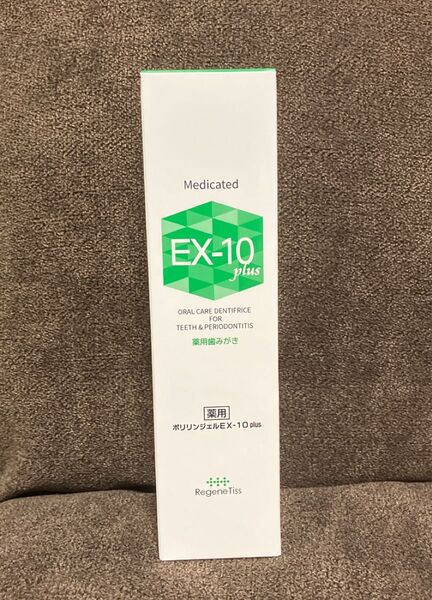 Medicated
EX-10
plus
ORAL CARE DENTIFRICE
FOR
TEETH & PERIODONTITIS
薬用歯みがき
薬用
ポリリンジェルEX-10 plus
RegeneTiss